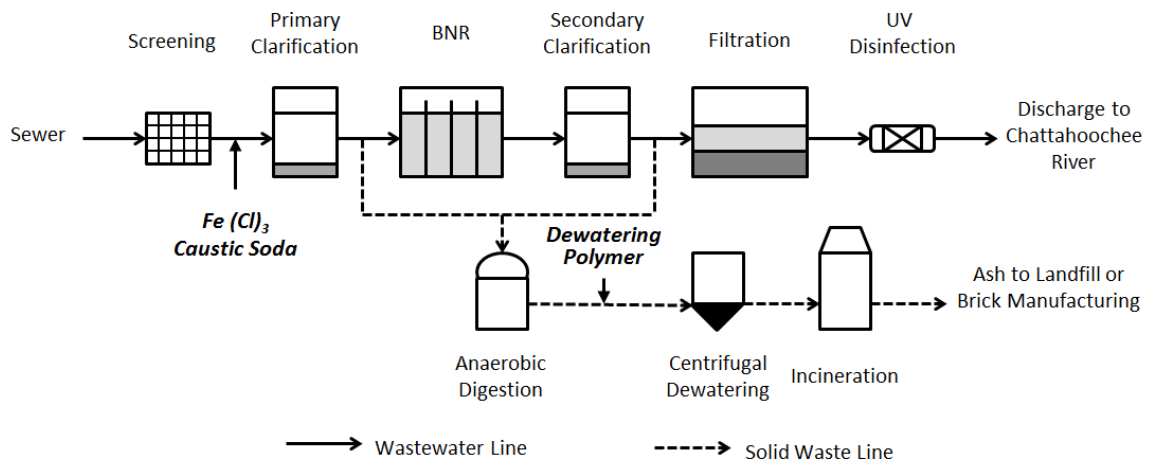 Screening
Primary
Clarification
BNR
Secondary
Clarification
Filtration
UV
Disinfection
Sewer
Discharge to
Chattahoochee
River
Fe (Cl)3
Caustic Soda
Dewatering
Polymer
Ash to Landfill or
Brick Manufacturing
Anaerobic
Digestion
Centrifugal
Dewatering
Incineration
Wastewater Line
Solid Waste Line